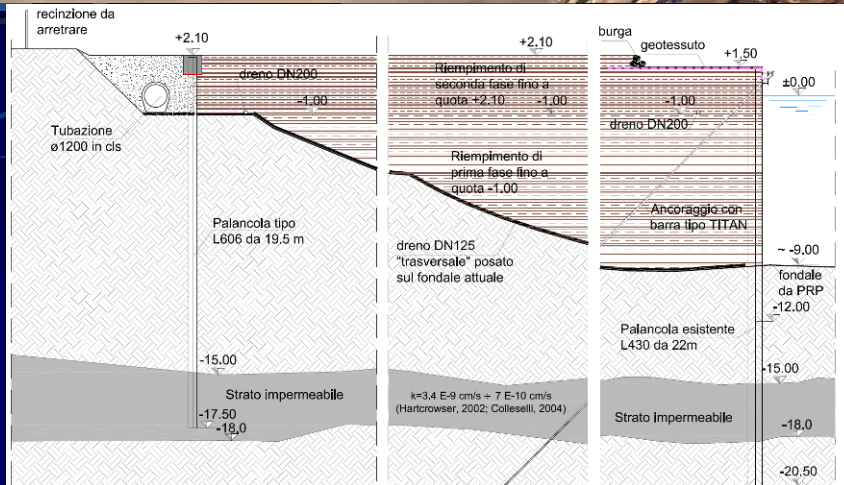 recinzione da
arretrare
+2.10
dreno DN200
-1.00
Tubazione
ø1200 in cls
Palancola tipo
L606 da 19.5 m
-15.00
Strato impermeabile
-17.50
-18.0
+2.10
Riempimento di
seconda fase fino a
quota +2.10
-1.00
Riempimento di
prima fase fino a
quota -1.00
dreno DN125
"trasversale" posato
sul fondale attuale
k=3,4 E-9 cm/s ÷ 7 E-10 cm/s
(Hartcrowser, 2002; Colleselli, 2004)
burga
geotessuto
+1.50
±0.00
-1.00
dreno DN200
Ancoraggio con
barra tipo TITAN
~ -9.00
fondale
da PRP
-12.00
Palancola esistente
L430 da 22m
-15.00
Strato impermeabile
-18.0
-20.50